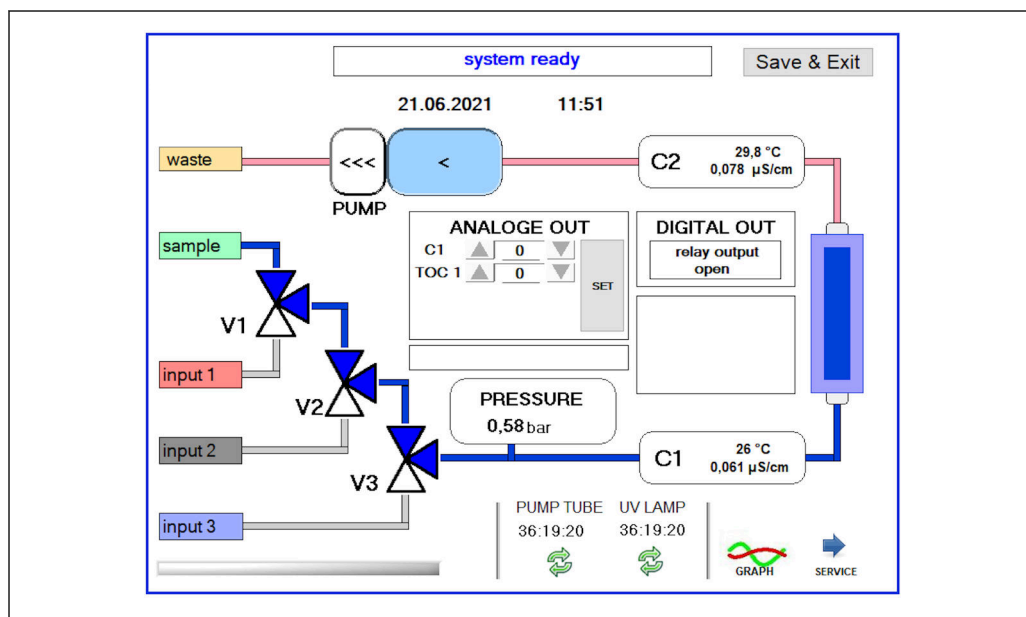 system ready
Save & Exit
21.06.2021 11:51
waste
<<<
<
C2
29,8 °C
0,078 µS/cm
PUMP
ANALOGE OUT
C1 0
TOC 1 0
SET
DIGITAL OUT
relay output
open
sample
V1
input 1
V2
PRESSURE
0,58 bar
input 2
V3
C1
26 °C
0,061 µS/cm
input 3
PUMP TUBE UV LAMP
36:19:20 36:19:20
GRAPH
SERVICE